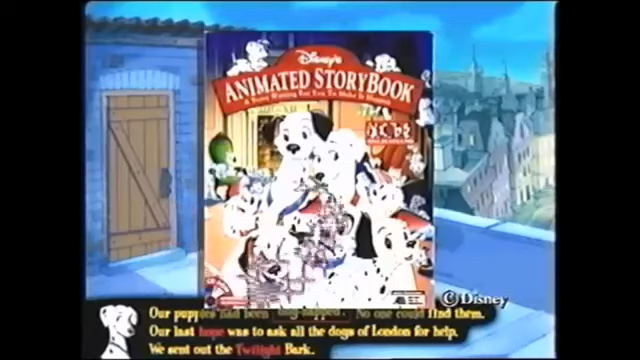 Disney's
ANIMATED STORYBOOK
A Story Waiting For You To Make It Happen
©Disney
Our puppies had been "dog-napped". No one could find them.
Our last hope was to ask all the dogs of London for help.
We sent out the Twilight Bark.